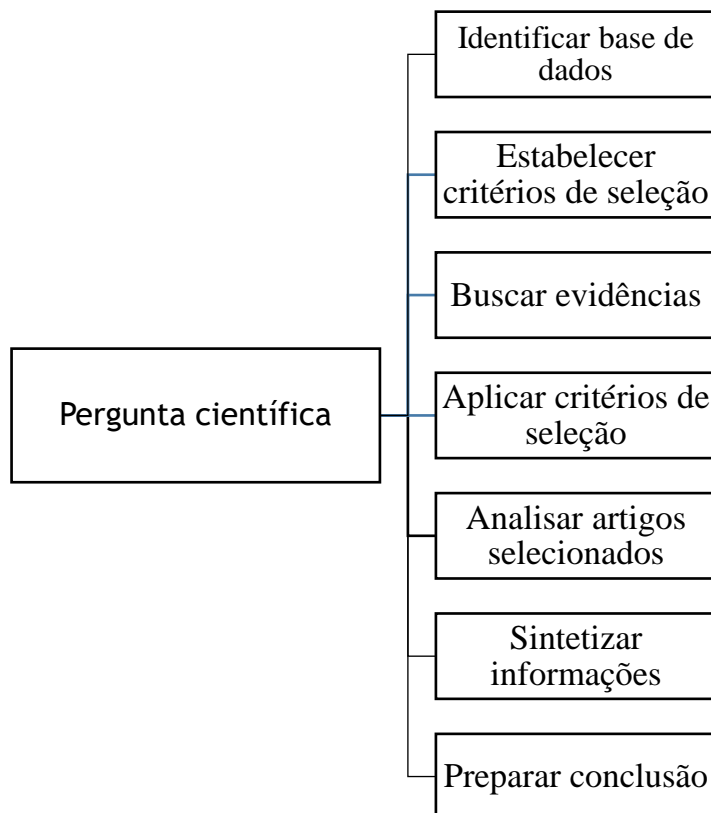 Identificar base de
dados
Estabelecer
critérios de seleção
Buscar evidências
Pergunta científica
Aplicar critérios de
seleção
Analisar artigos
selecionados
Sintetizar
informações
Preparar conclusão